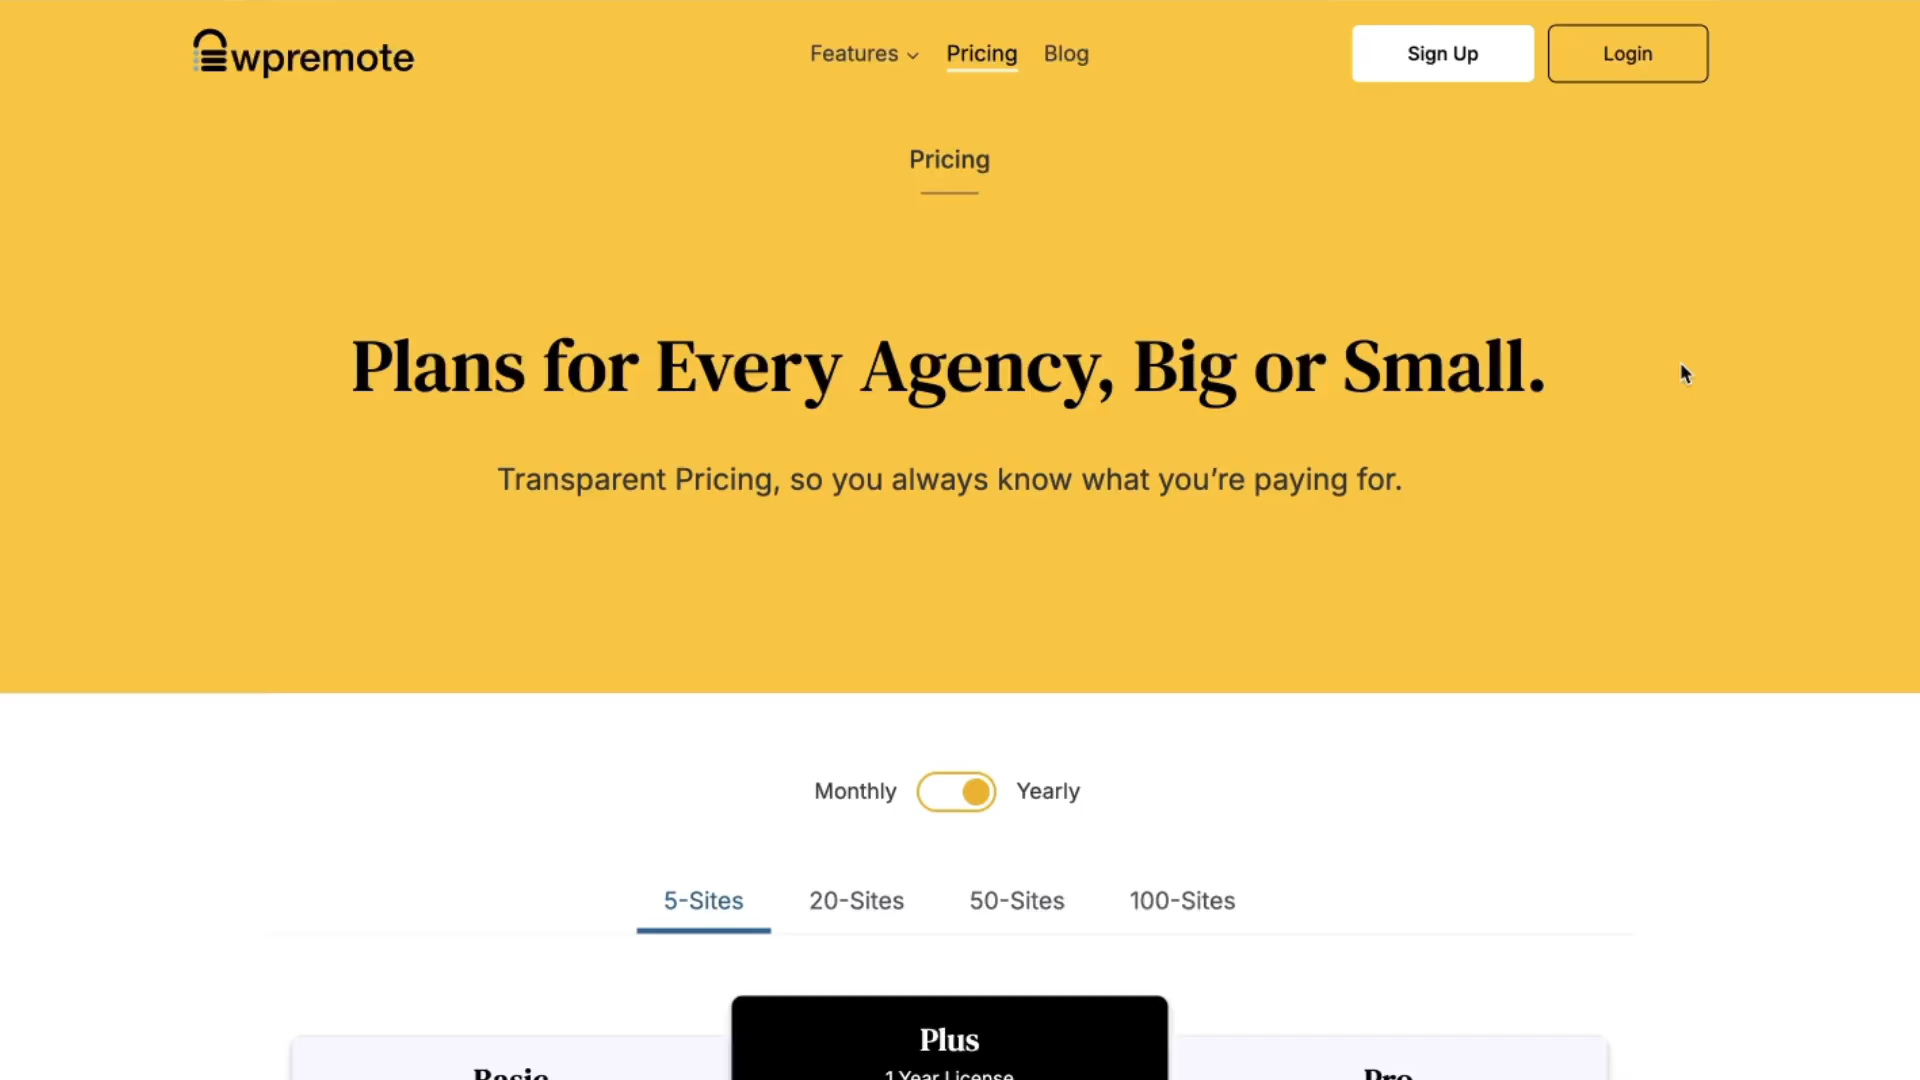 wpremote
Features
Pricing
Blog
Sign Up
Login
Pricing
Plans for Every Agency, Big or Small.
Transparent Pricing, so you always know what you’re paying for.
Monthly
Yearly
5-Sites
20-Sites
50-Sites
100-Sites
Plus
1 Year License
Basic
Pro